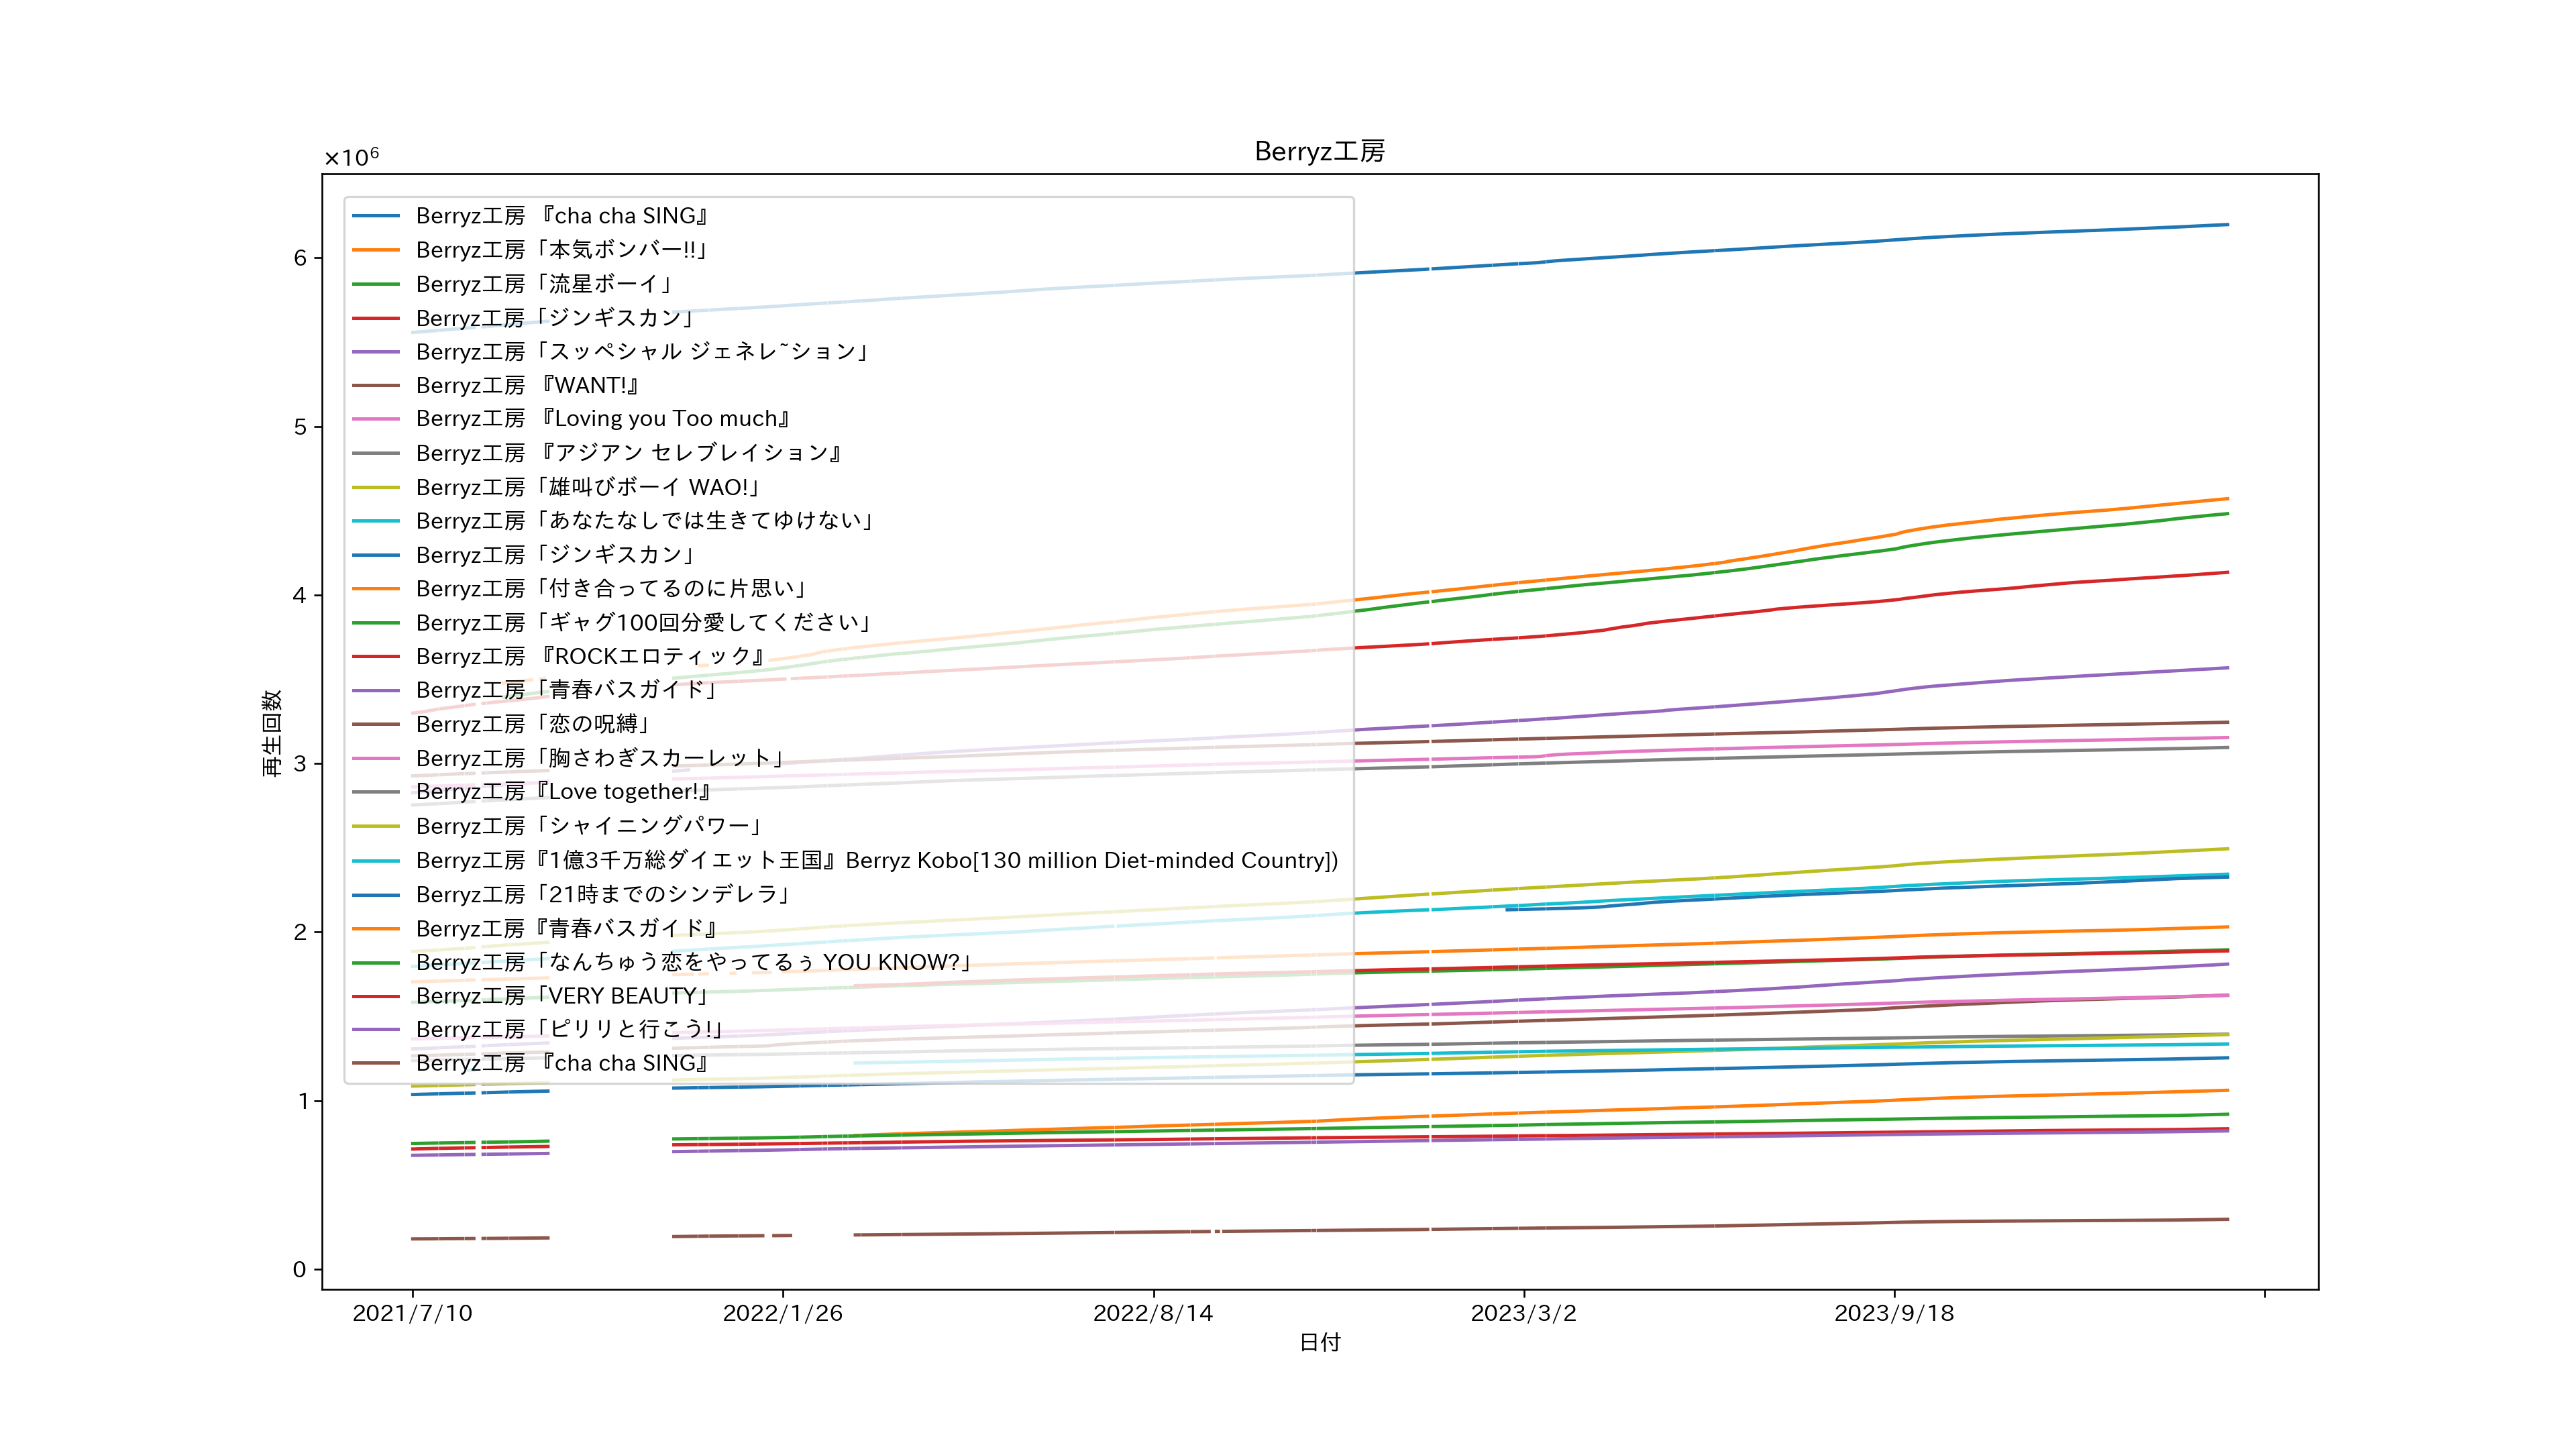 Berryz工房
×10⁶
Berryz工房 『cha cha SING』
Berryz工房「本気ボンバー!!」
Berryz工房「流星ボーイ」
Berryz工房「ジンギスカン」
Berryz工房「スッペシャル ジェネレ~ション」
Berryz工房 『WANT!』
Berryz工房 『Loving you Too much』
Berryz工房 『アジアン セレブレイション』
Berryz工房「雄叫びボーイ WAO!」
Berryz工房「あなたなしでは生きてゆけない」
Berryz工房「ジンギスカン」
Berryz工房「付き合ってるのに片思い」
Berryz工房「ギャグ100回分愛してください」
Berryz工房 『ROCKエロティック』
Berryz工房「青春バスガイド」
Berryz工房「恋の呪縛」
Berryz工房「胸さわぎスカーレット」
Berryz工房『Love together!』
Berryz工房「シャイニングパワー」
Berryz工房『1億3千万総ダイエット王国』Berryz Kobo[130 million Diet-minded Country])
Berryz工房「21時までのシンデレラ」
Berryz工房『青春バスガイド』
Berryz工房「なんちゅう恋をやってるぅ YOU KNOW?」
Berryz工房「VERY BEAUTY」
Berryz工房「ピリリと行こう!」
Berryz工房 『cha cha SING』
6
5
4
3
2
1
0
再生回数
2021/7/10
2022/1/26
2022/8/14
2023/3/2
2023/9/18
日付